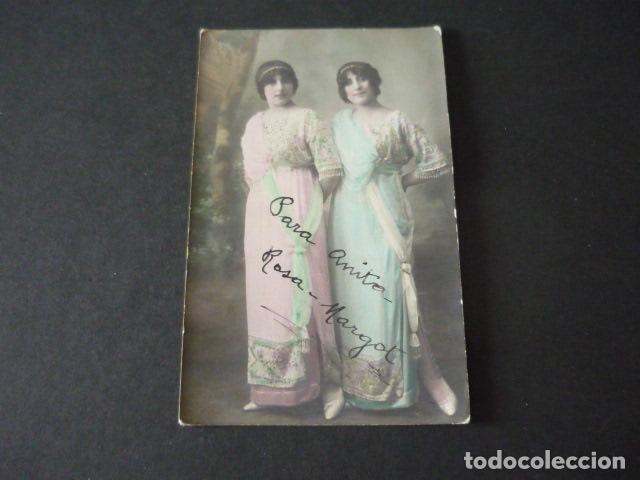 Para Anita
Rosa - Margot
todocoleccion